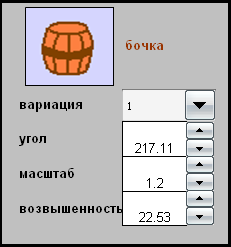 бочка
вариация 1
угол 217.11
масштаб 1.2
возвышенность 22.53